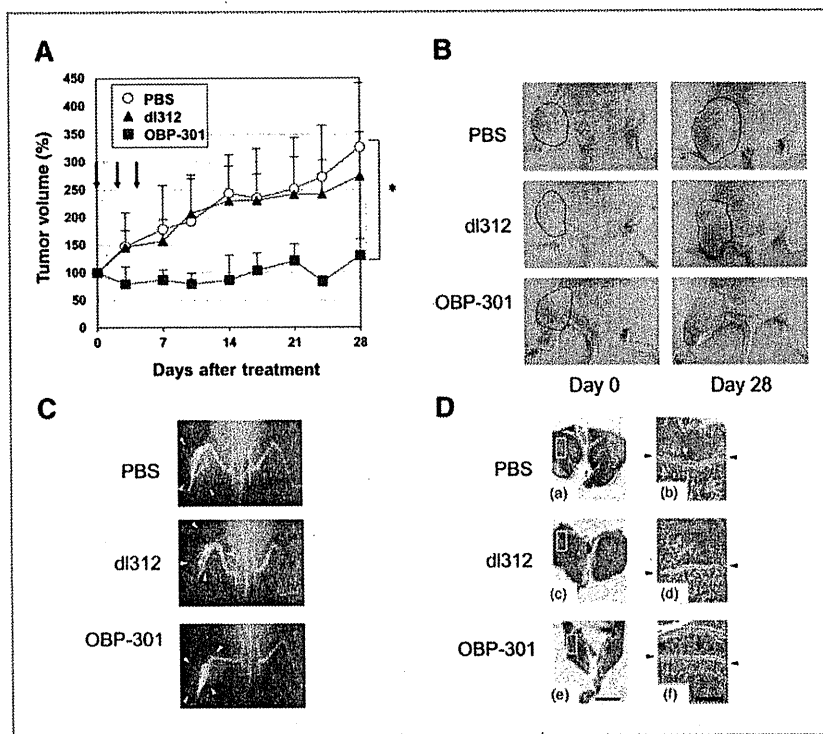 A
450
400
350
300
250
200
150
100
50
0
Tumor volume (%)
PBS
dl312
OBP-301
*
0 7 14 21 28
Days after treatment
B
PBS
dl312
OBP-301
Day 0 Day 28
C
PBS
dl312
OBP-301
D
PBS
(a) (b)
dl312
(c) (d)
OBP-301
(e) (f)